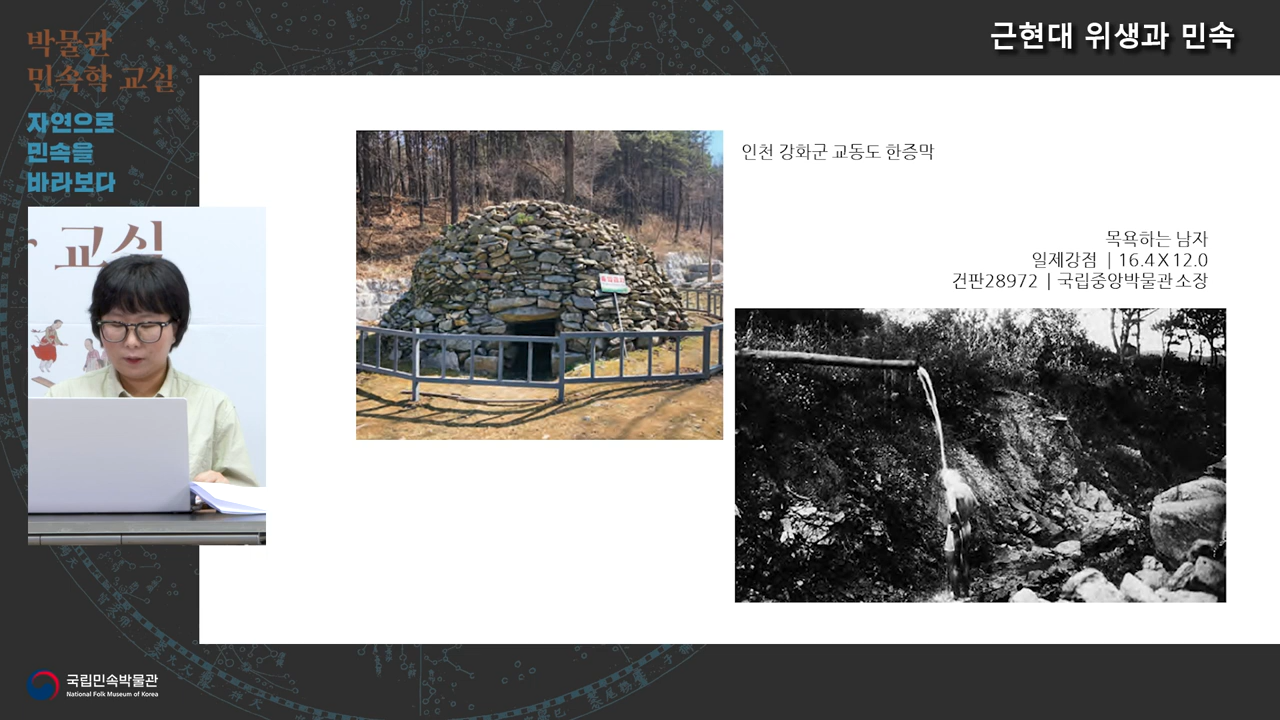 박물관
민속학 교실
자연으로
민속을
바라보다
근현대 위생과 민속
교실
인천 강화군 교동도 한증막
목욕하는 남자
일제강점 | 16.4 X 12.0
건판28972 | 국립중앙박물관 소장
국립민속박물관
National Folk Museum of Korea